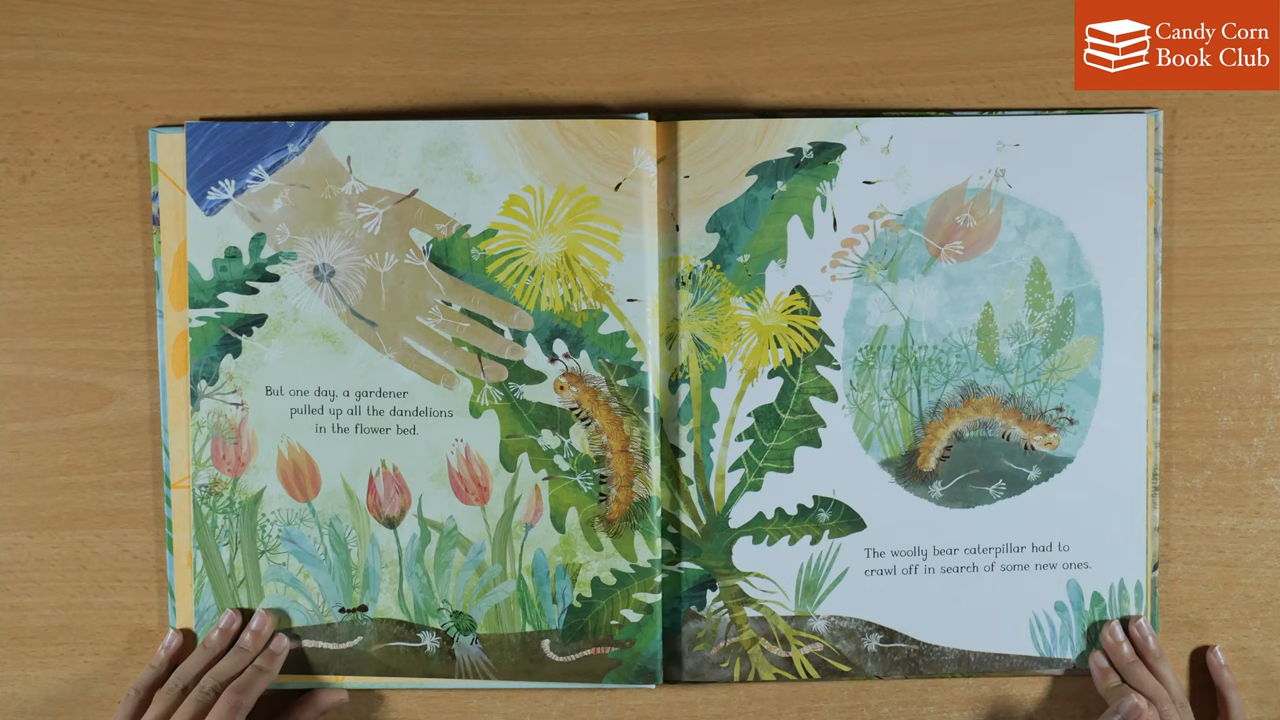 Candy Corn
Book Club
But one day, a gardener
pulled up all the dandelions
in the flower bed.
The woolly bear caterpillar had to
crawl off in search of some new ones.